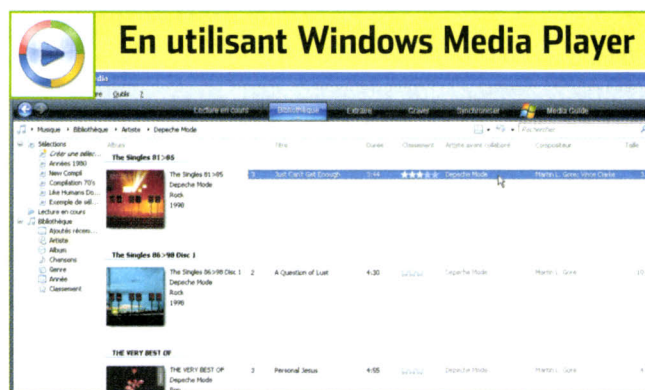 En utilisant Windows Media Player
Outils ?
Lecture en cours Bibliothèque Extraire Graver Synchroniser Media Guide
Musique Bibliothèque Artiste Depeche Mode
Sélections
Créer une sélec...
Années 1980
New Compil
Compilation 70's
Like Humans Do...
Exemple de sél...
Lecture en cours
Bibliothèque
Ajoutés récem...
Artiste
Album
Chansons
Genre
Année
Classement
Album Titre Durée Classement Compositeur Taille
The Singles 81>85
The Singles 81>85 3 Just Can't Get Enough 3:44 Depeche Mode Martin L. Gore; Vince Clarke
Depeche Mode
Rock
1998
The Singles 86>98 Disc 1
The Singles 86>98 Disc 1 2 A Question of Lust 4:30 Depeche Mode Martin L. Gore
Depeche Mode
Rock
1998
THE VERY BEST OF
THE VERY BEST OF 3 Personal Jesus 4:55 Depeche Mode Martin L. Gore
Depeche Mode